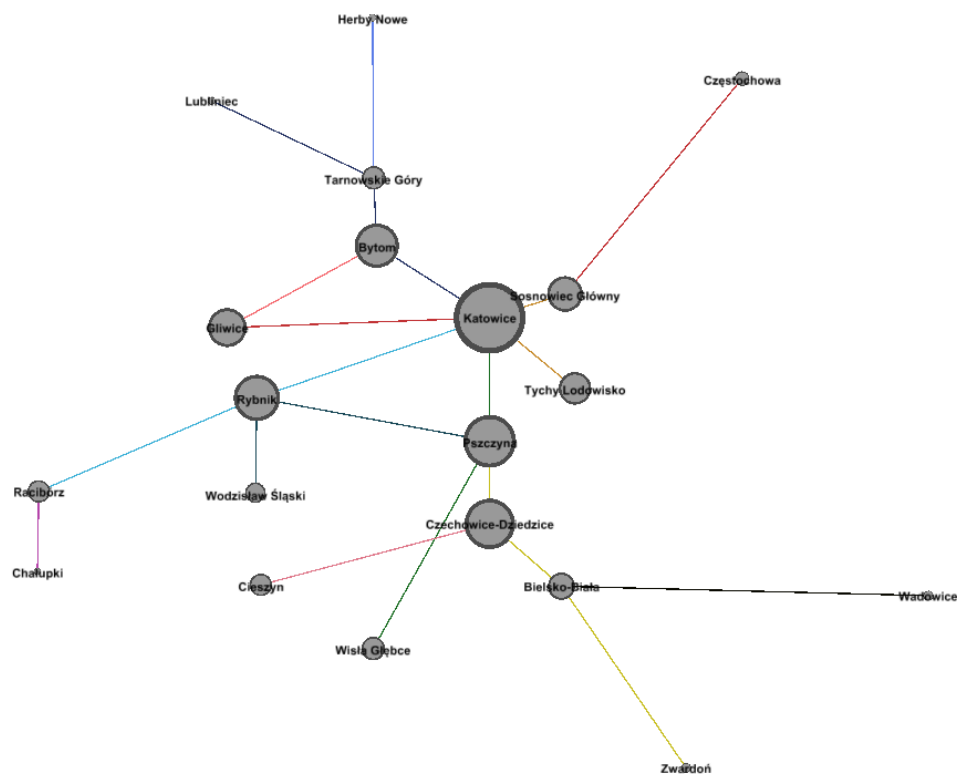 Herby Nowe
Częstochowa
Lubliniec
Tarnowskie Góry
Bytom
Sosnowiec Główny
Katowice
Gliwice
Tychy Lodowisko
Rybnik
Pszczyna
Racibórz
Wodzisław Śląski
Czechowice-Dziedzice
Chałupki
Cieszyn
Bielsko-Biała
Wadowice
Wisła Głębce
Zwardoń